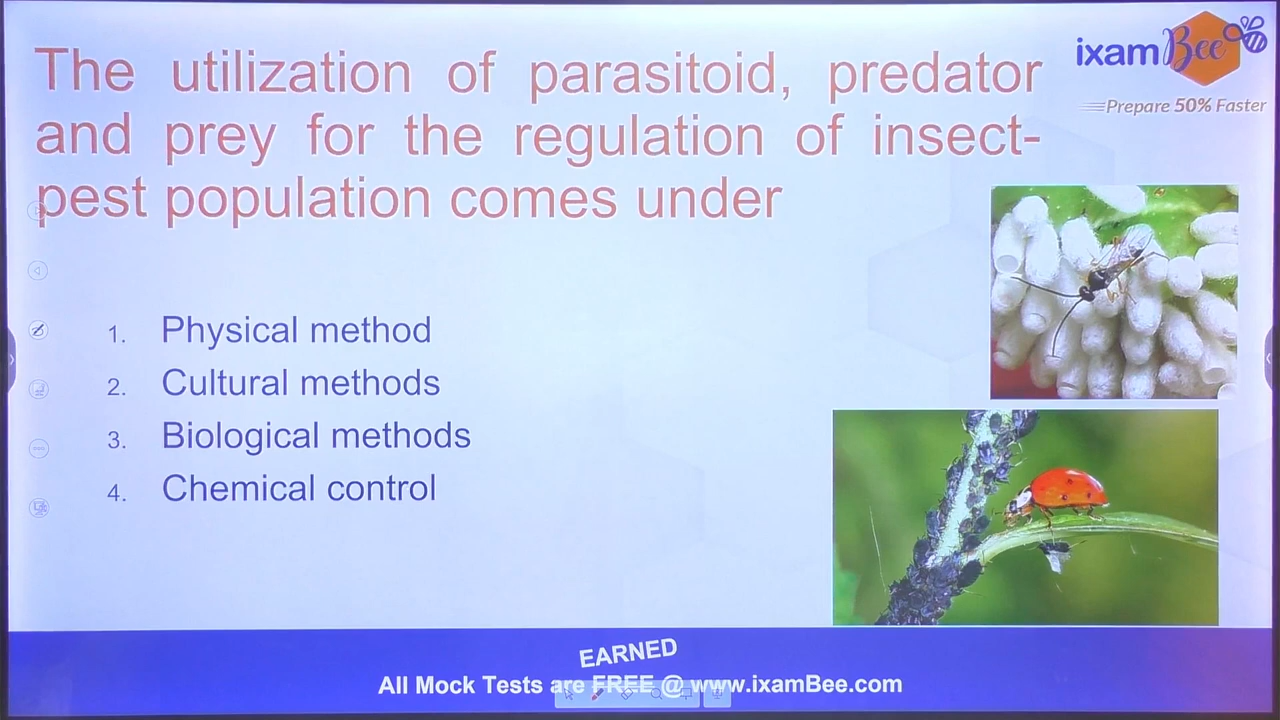 ixamBee
Prepare 50% Faster
The utilization of parasitoid, predator
and prey for the regulation of insect-
pest population comes under
1. Physical method
2. Cultural methods
3. Biological methods
4. Chemical control
EARNED
All Mock Tests are FREE @ www.ixamBee.com